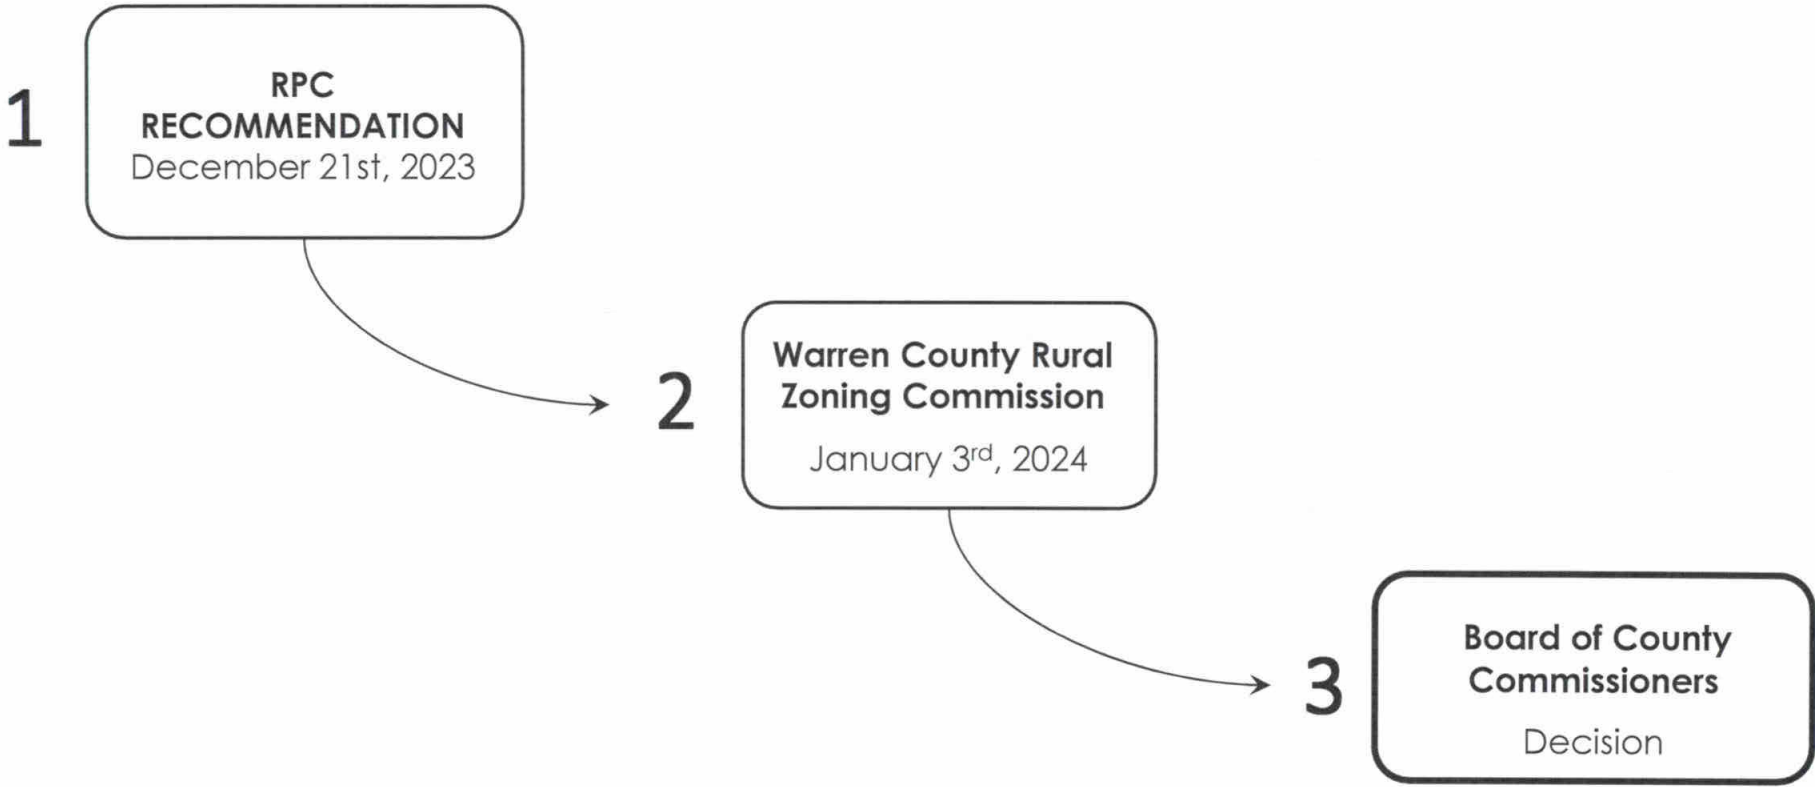 1
RPC
RECOMMENDATION
December 21st, 2023
2
Warren County Rural
Zoning Commission
January 3rd, 2024
3
Board of County
Commissioners
Decision